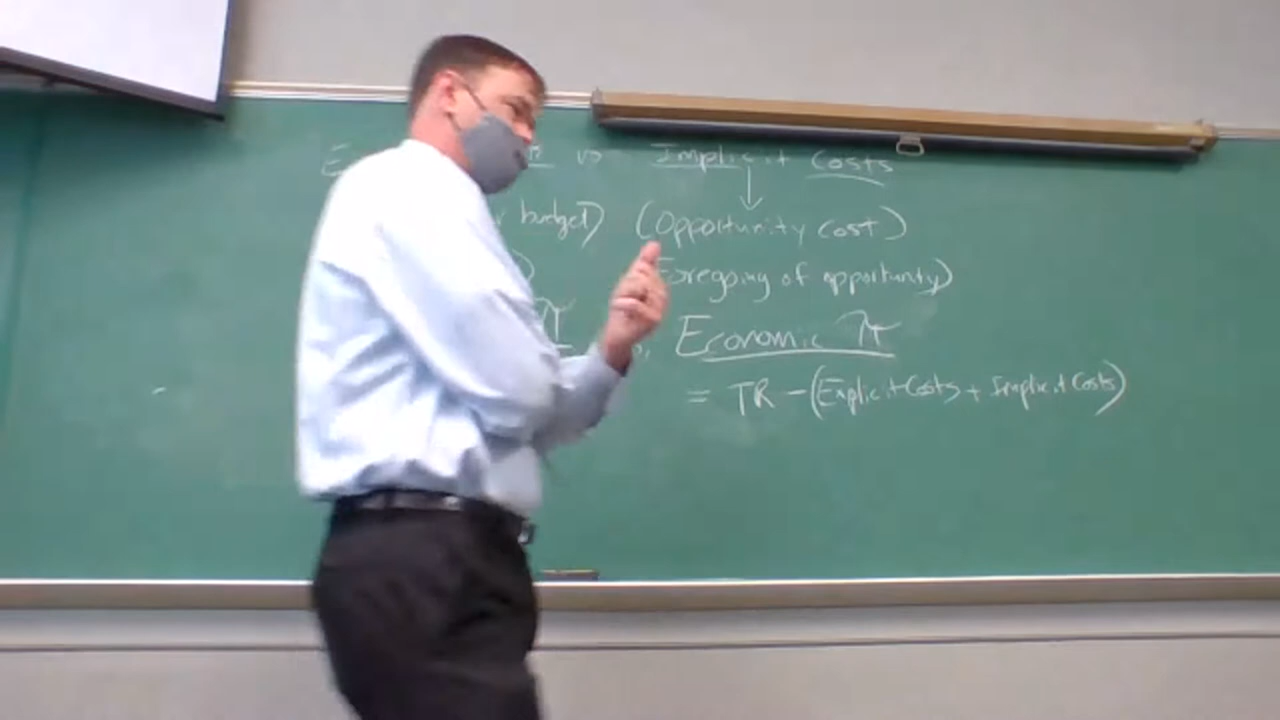 vs Implicit Costs
budget) (Opportunity cost)
Foregoing of opportunity)
π Economic π
= TR - (Explicit Costs + Implicit Costs)